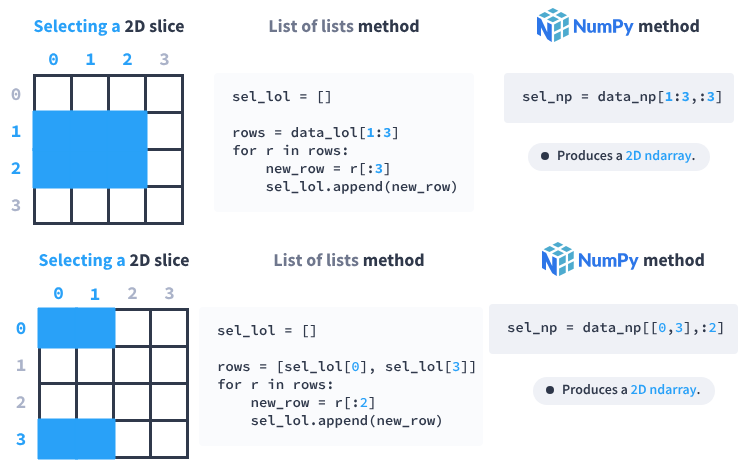 Selecting a 2D slice
List of lists method
NumPy method
0 1 2 3
0
1
2
3
sel_lol = []
rows = data_lol[1:3]
for r in rows:
    new_row = r[:3]
    sel_lol.append(new_row)
sel_np = data_np[1:3,:3]
Produces a 2D ndarray.
Selecting a 2D slice
List of lists method
NumPy method
0 1 2 3
0
1
2
3
sel_lol = []
rows = [sel_lol[0], sel_lol[3]]
for r in rows:
    new_row = r[:2]
    sel_lol.append(new_row)
sel_np = data_np[[0,3],:2]
Produces a 2D ndarray.